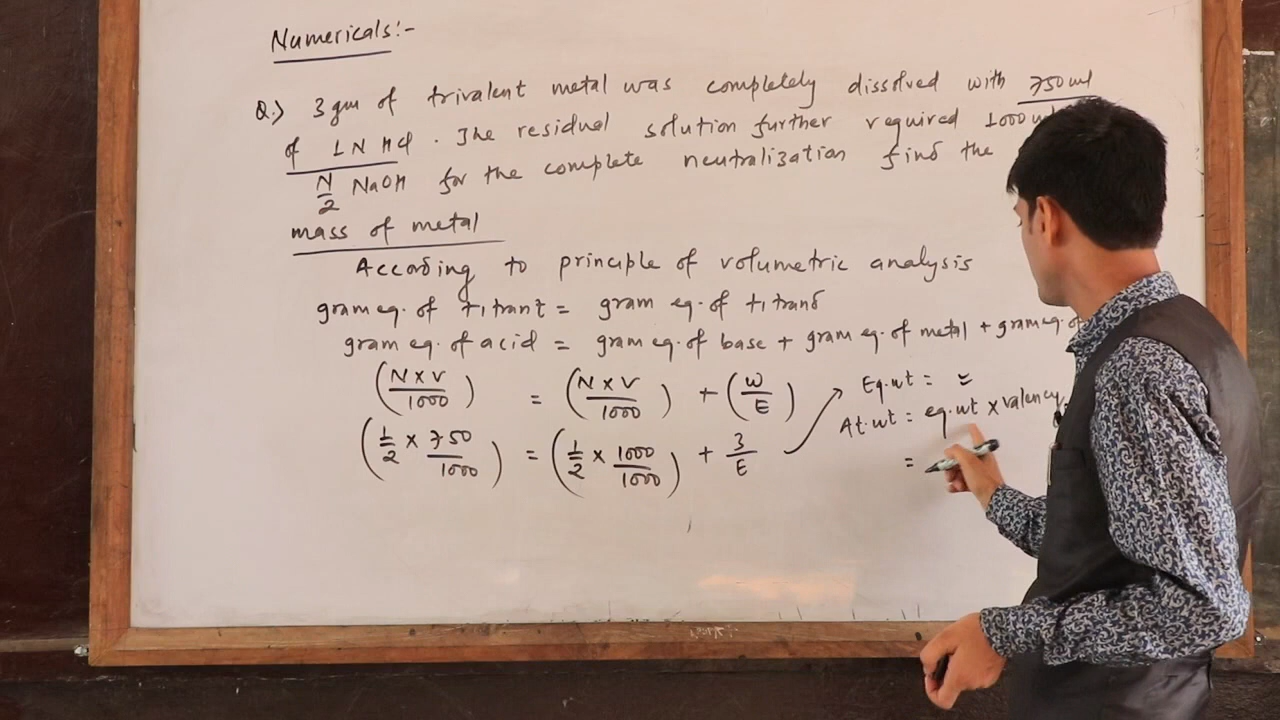 Numericals:-
Q.) 3 gm of trivalent metal was completely dissolved with 750 ml
of 1 N HCl. The residual solution further required 1000 ml
N/2 NaOH for the complete neutralization find the
mass of metal
According to principle of volumetric analysis
gram eq. of titrant = gram eq. of titrand
gram eq. of acid = gram eq. of base + gram eq. of metal + gram eq. of
(N × V / 1000) = (N × V / 1000) + (W / E)
(1/2 × 750 / 1000) = (1/2 × 1000 / 1000) + 3 / E
Eq. wt = =
At. wt = eq. wt × valency
=